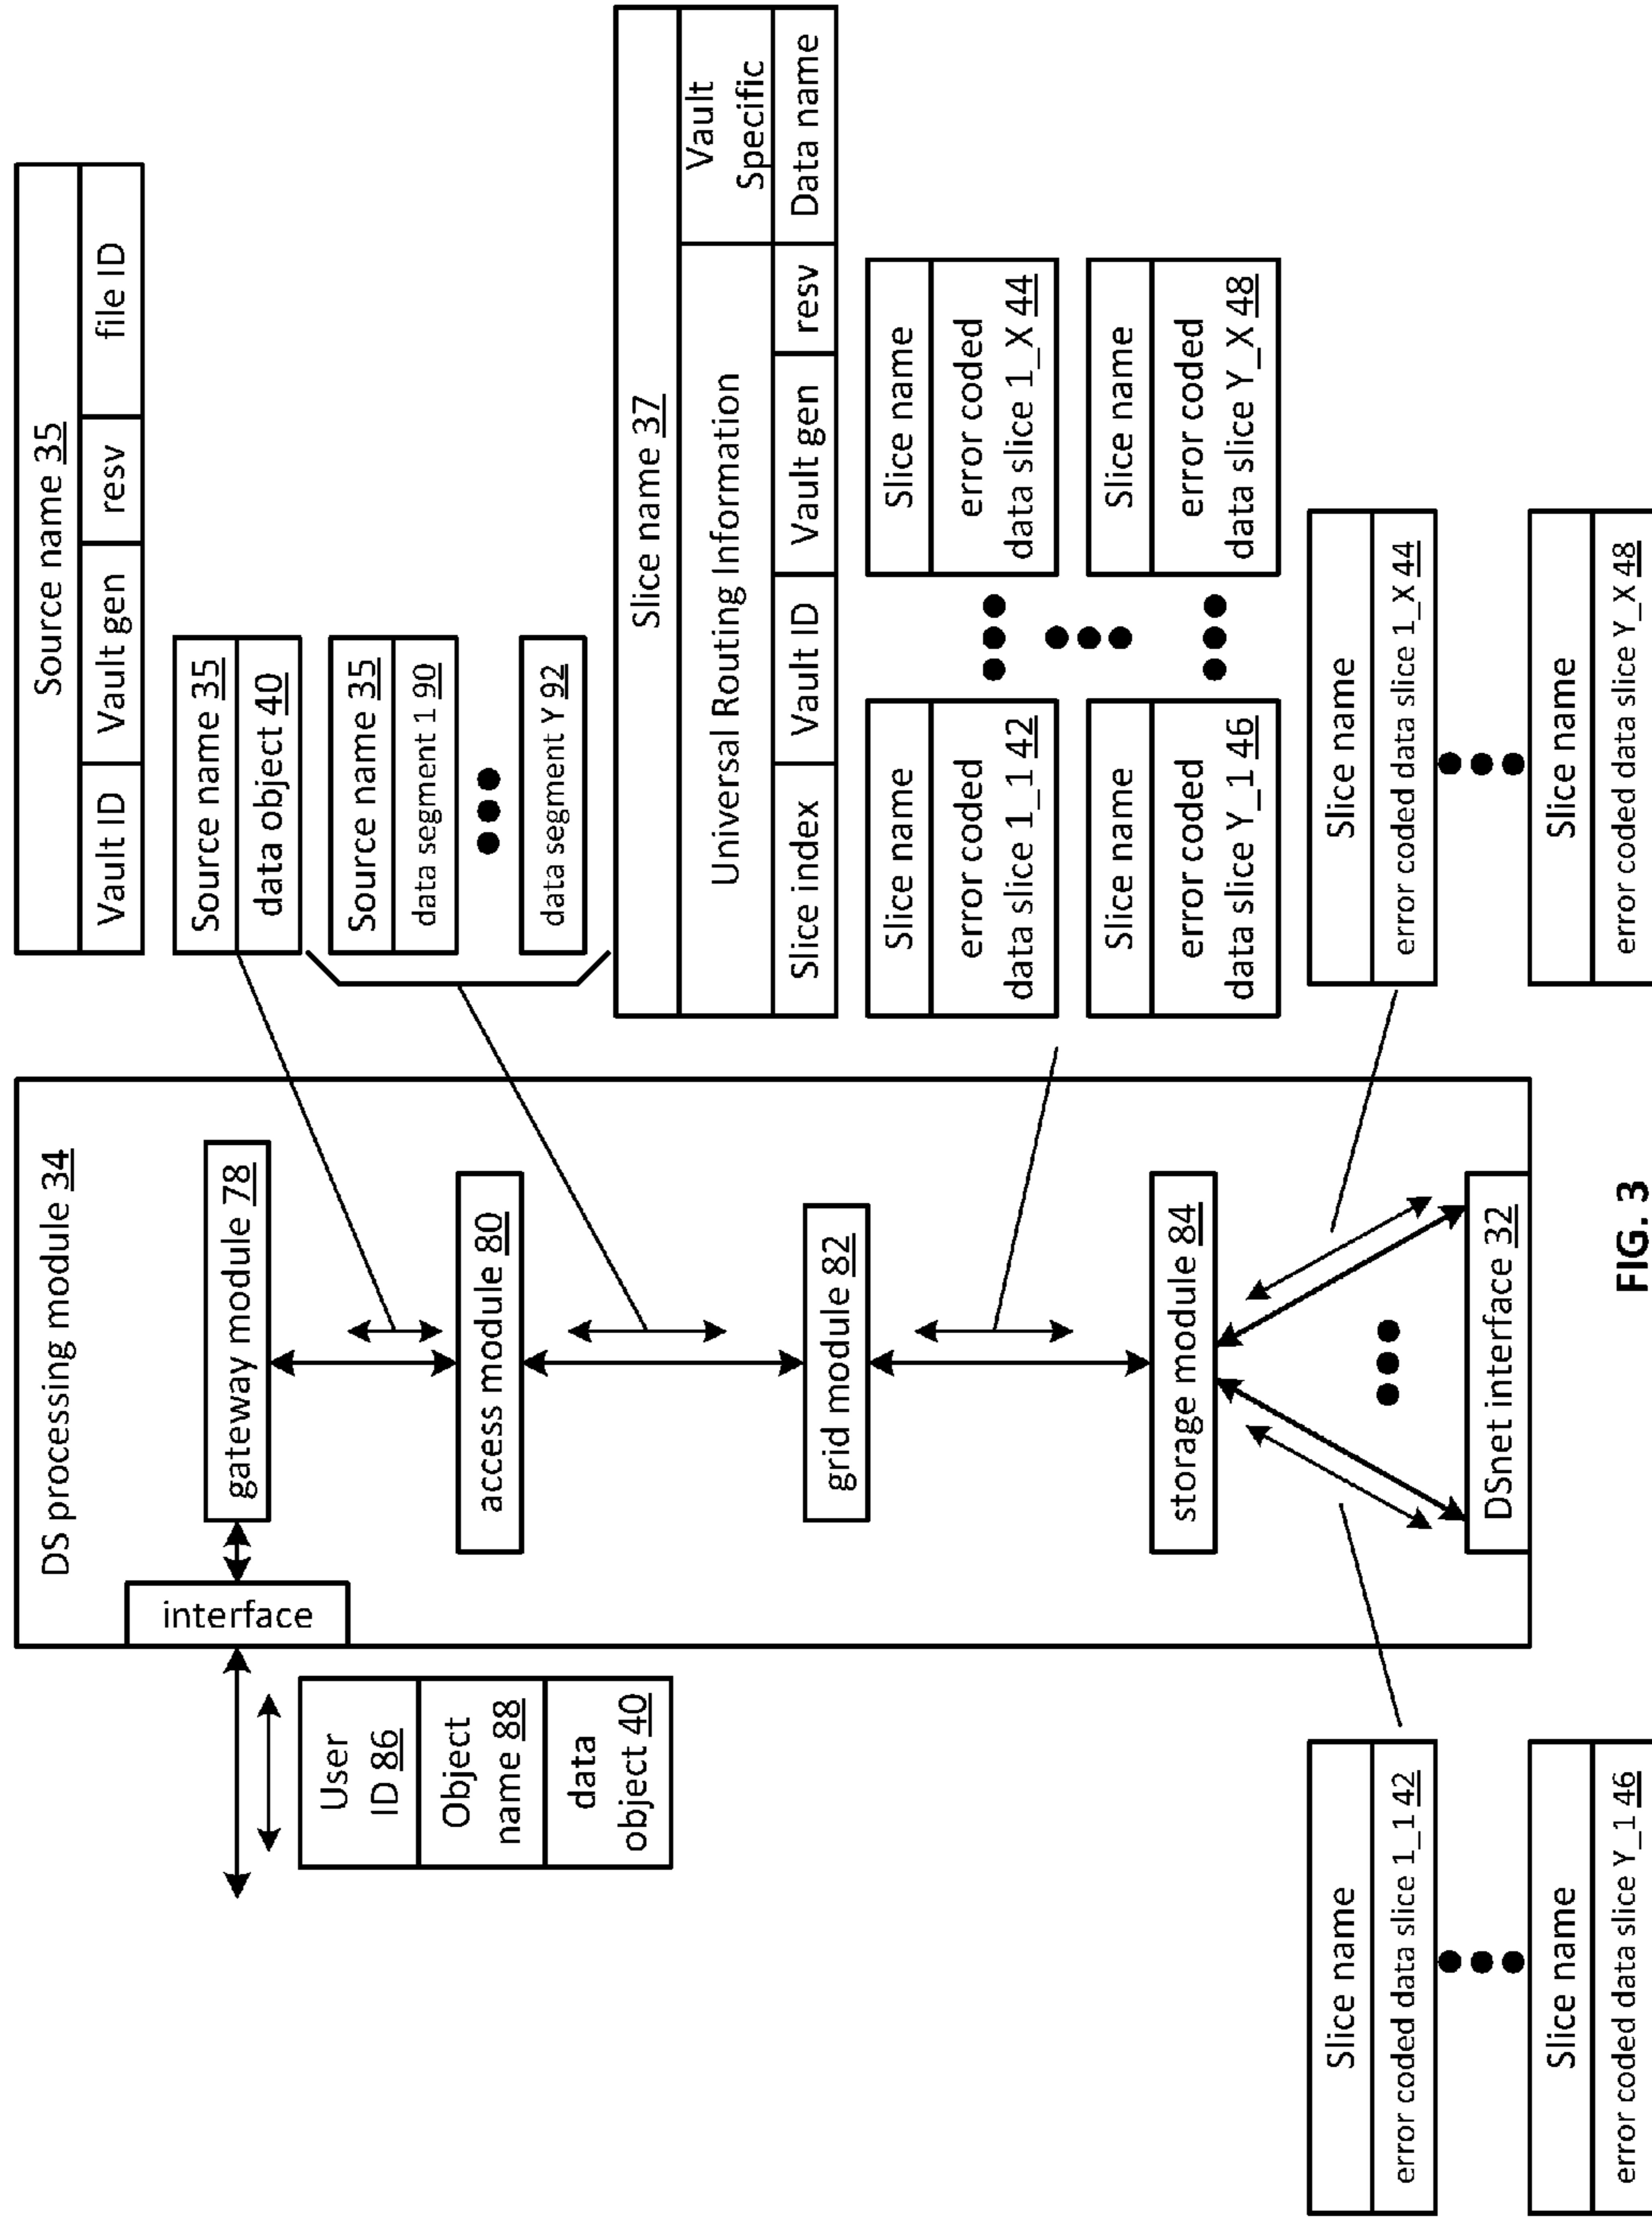 DS processing module 34
interface
gateway module 78
access module 80
grid module 82
storage module 84
DSnet interface 32
User
ID 86
Object
name 88
data
object 40
Source name 35
Vault ID
Vault gen
resv
file ID
Source name 35
data object 40
Source name 35
data segment 1 90
data segment Y 92
Slice name 37
Universal Routing Information
Vault
Specific
Slice index
Vault ID
Vault gen
resv
Data name
Slice name
error coded
data slice 1_1 42
Slice name
error coded
data slice 1_X 44
Slice name
error coded
data slice Y_1 46
Slice name
error coded
data slice Y_X 48
Slice name
error coded data slice 1_1 42
Slice name
error coded data slice Y_1 46
Slice name
error coded data slice 1_X 44
Slice name
error coded data slice Y_X 48
FIG. 3